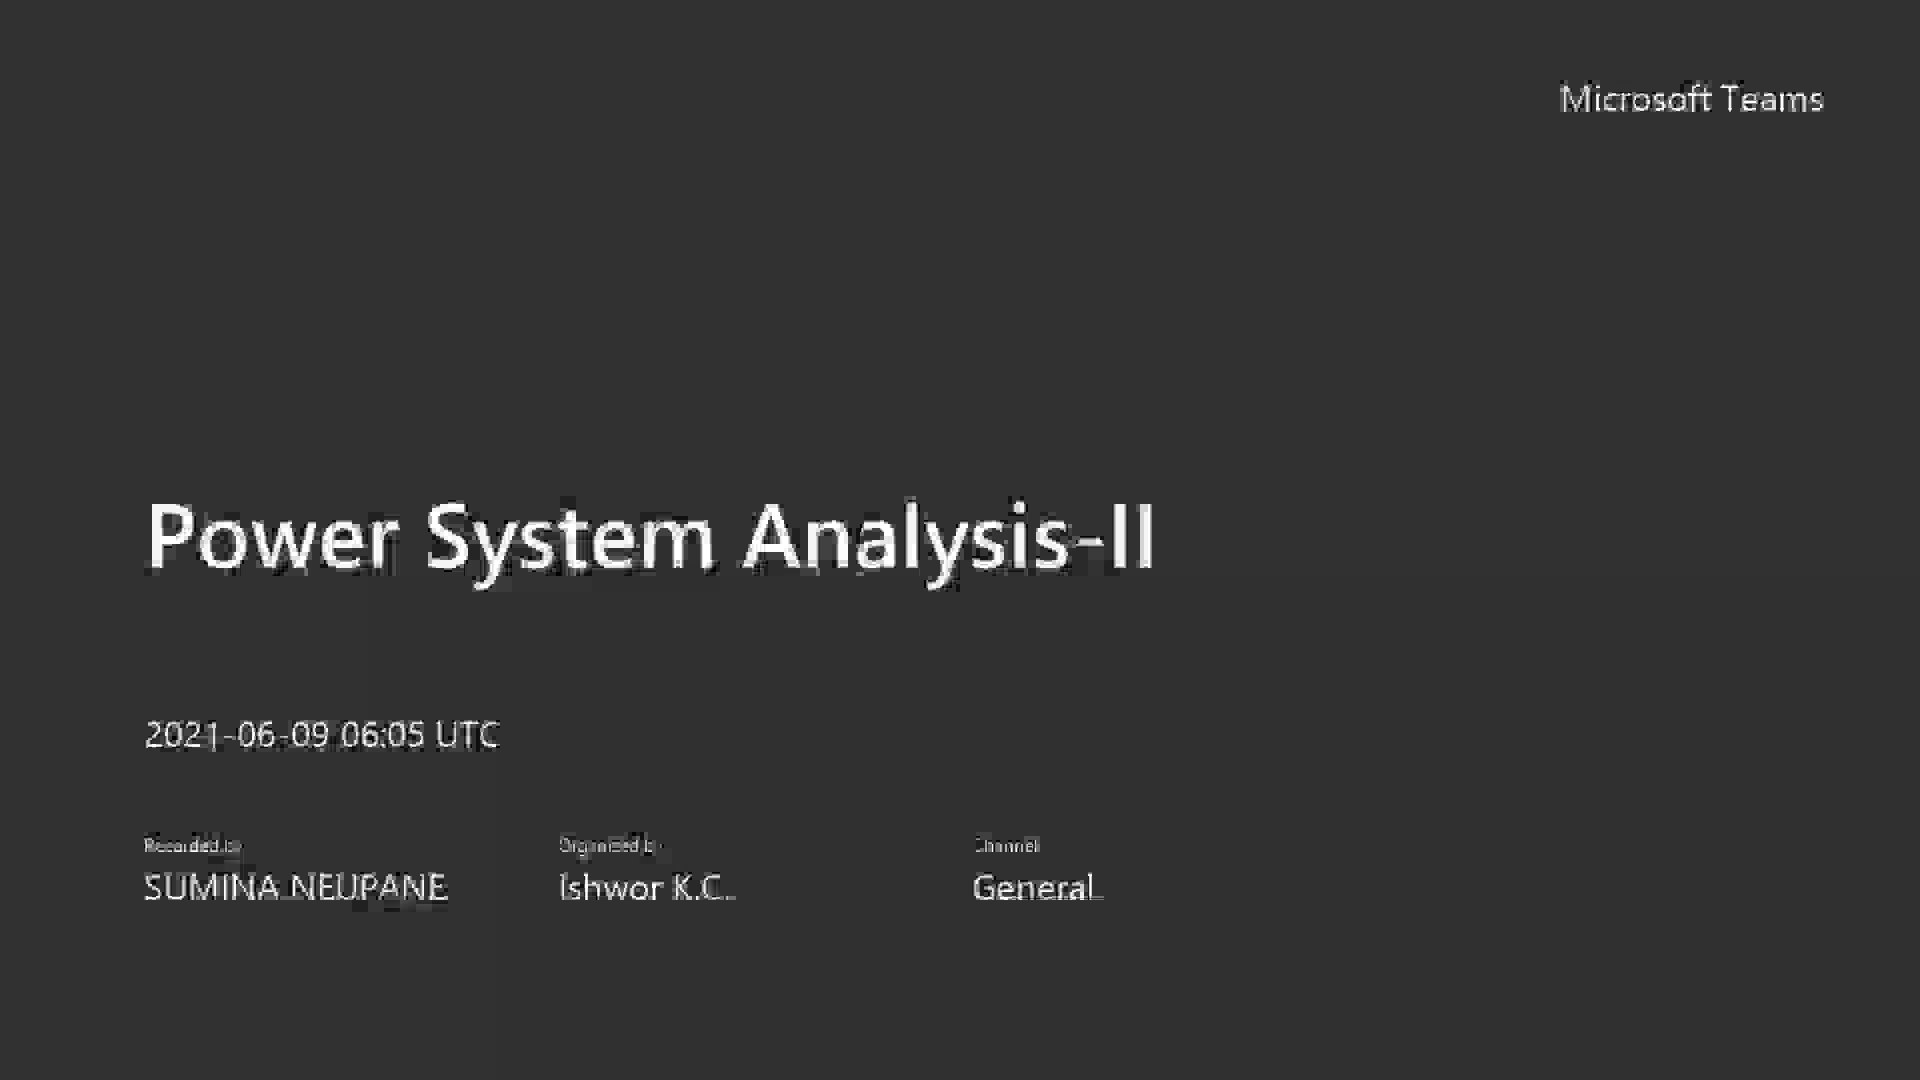 Microsoft Teams
Power System Analysis-II
2021-06-09 06:05 UTC
Recorded by Organized by Channel
SUMINA NEUPANE Ishwor K.C. General